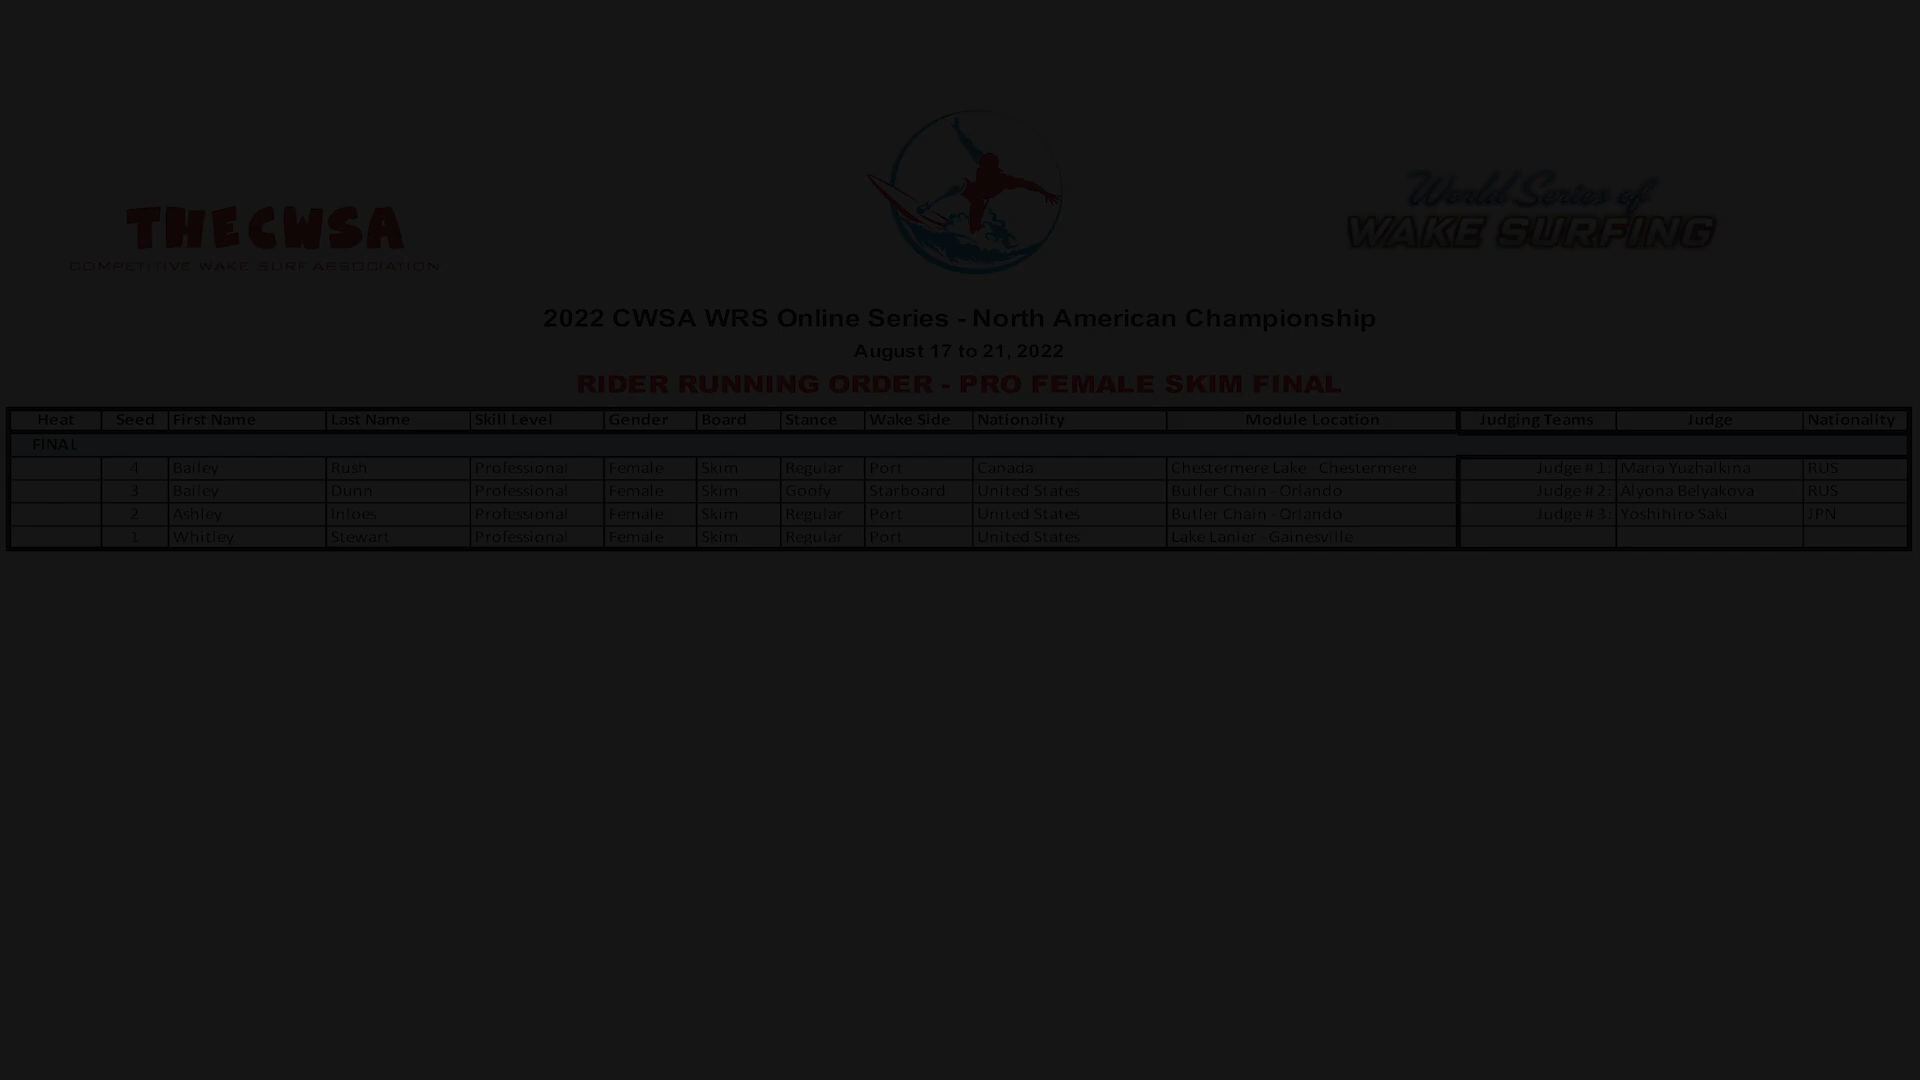 THECWSA
COMPETITIVE WAKE SURF ASSOCIATION
World Series of
WAKE SURFING
2022 CWSA WRS Online Series - North American Championship
August 17 to 21, 2022
RIDER RUNNING ORDER - PRO FEMALE SKIM FINAL
Heat Seed First Name Last Name Skill Level Gender Board Stance Wake Side Nationality Module Location Judging Teams Judge Nationality
FINAL
4 Bailey Rush Professional Female Skim Regular Port Canada Chestermere Lake - Chestermere Judge # 1: Maria Yuzhalkina RUS
3 Bailey Dunn Professional Female Skim Goofy Starboard United States Butler Chain - Orlando Judge # 2: Alyona Belyakova RUS
2 Ashley Inloes Professional Female Skim Regular Port United States Butler Chain - Orlando Judge # 3: Yoshihiro Saki JPN
1 Whitley Stewart Professional Female Skim Regular Port United States Lake Lanier - Gainesville